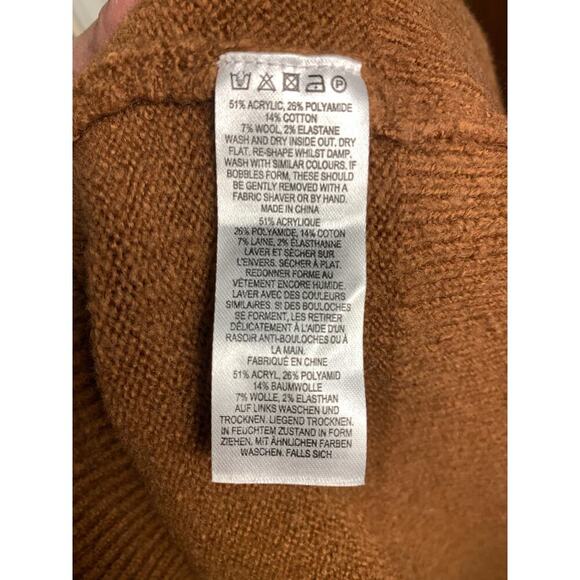 51% ACRYLIC, 26% POLYAMIDE
14% COTTON
7% WOOL, 2% ELASTANE
WASH AND DRY INSIDE OUT. DRY
FLAT. RE-SHAPE WHILST DAMP.
WASH WITH SIMILAR COLOURS. IF
BOBBLES FORM, THESE SHOULD
BE GENTLY REMOVED WITH A
FABRIC SHAVER OR BY HAND.
MADE IN CHINA
51% ACRYLIQUE
26% POLYAMIDE, 14% COTON
7% LAINE, 2% ÉLASTHANNE
LAVER ET SÉCHER SUR
L'ENVERS. SÉCHER À PLAT.
REDONNER FORME AU
VÊTEMENT ENCORE HUMIDE.
LAVER AVEC DES COULEURS
SIMILAIRES. SI DES BOULOCHES
SE FORMENT, LES RETIRER
DÉLICATEMENT À L'AIDE D'UN
RASOIR ANTI-BOULOCHES OU À
LA MAIN.
FABRIQUÉ EN CHINE
51% ACRYL, 26% POLYAMID
14% BAUMWOLLE
7% WOLLE, 2% ELASTHAN
AUF LINKS WASCHEN UND
TROCKNEN. LIEGEND TROCKNEN.
IN FEUCHTEM ZUSTAND IN FORM
ZIEHEN. MIT ÄHNLICHEN FARBEN
WASCHEN. FALLS SICH